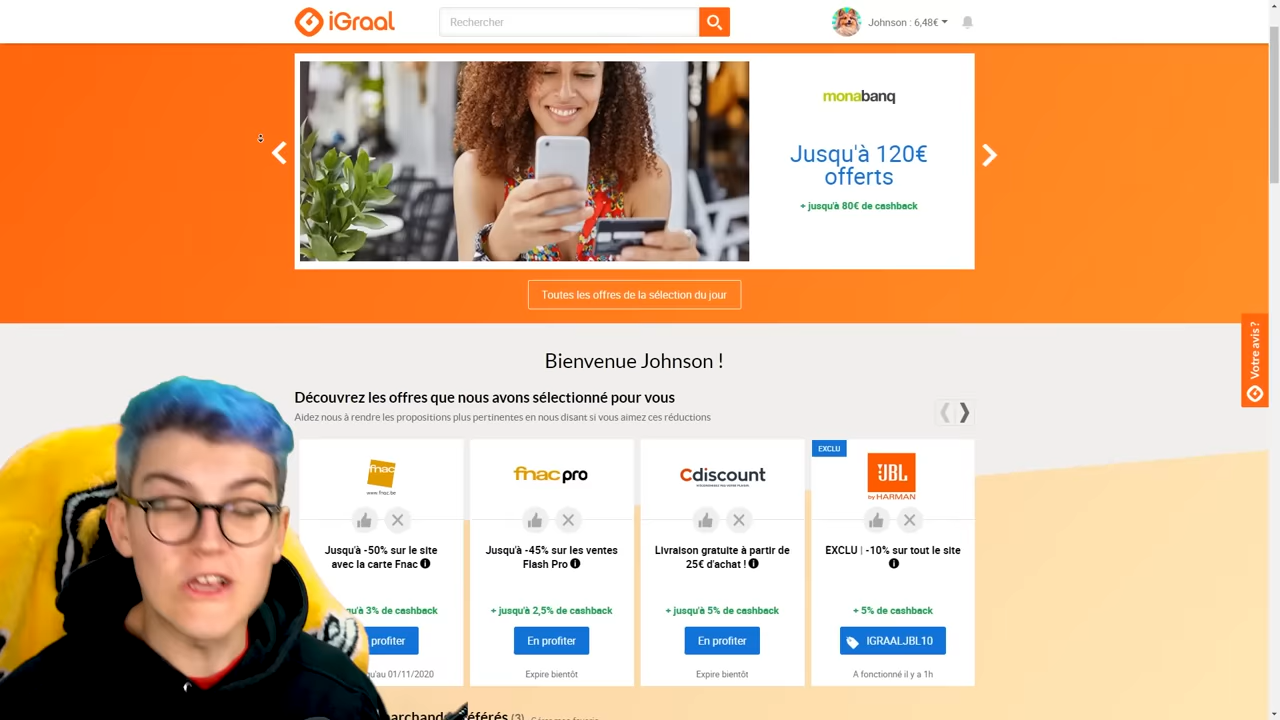 iGraal
Rechercher
Johnson : 6,48€
monabanq
Jusqu'à 120€
offerts
+ jusqu'à 80€ de cashback
Toutes les offres de la sélection du jour
Votre avis ?
Bienvenue Johnson !
Découvrez les offres que nous avons sélectionné pour vous
Aidez nous à rendre les propositions plus pertinentes en nous disant si vous aimez ces réductions
fnac
www.fnac.be
Jusqu'à -50% sur le site
avec la carte Fnac
qu'à 3% de cashback
profiter
qu'au 01/11/2020
fnac pro
Jusqu'à -45% sur les ventes
Flash Pro
+ jusqu'à 2,5% de cashback
En profiter
Expire bientôt
Cdiscount
Livraison gratuite à partir de
25€ d'achat !
+ jusqu'à 5% de cashback
En profiter
Expire bientôt
EXCLU
JBL
by HARMAN
EXCLU | -10% sur tout le site
+ 5% de cashback
IGRAALJBL10
A fonctionné il y a 1h